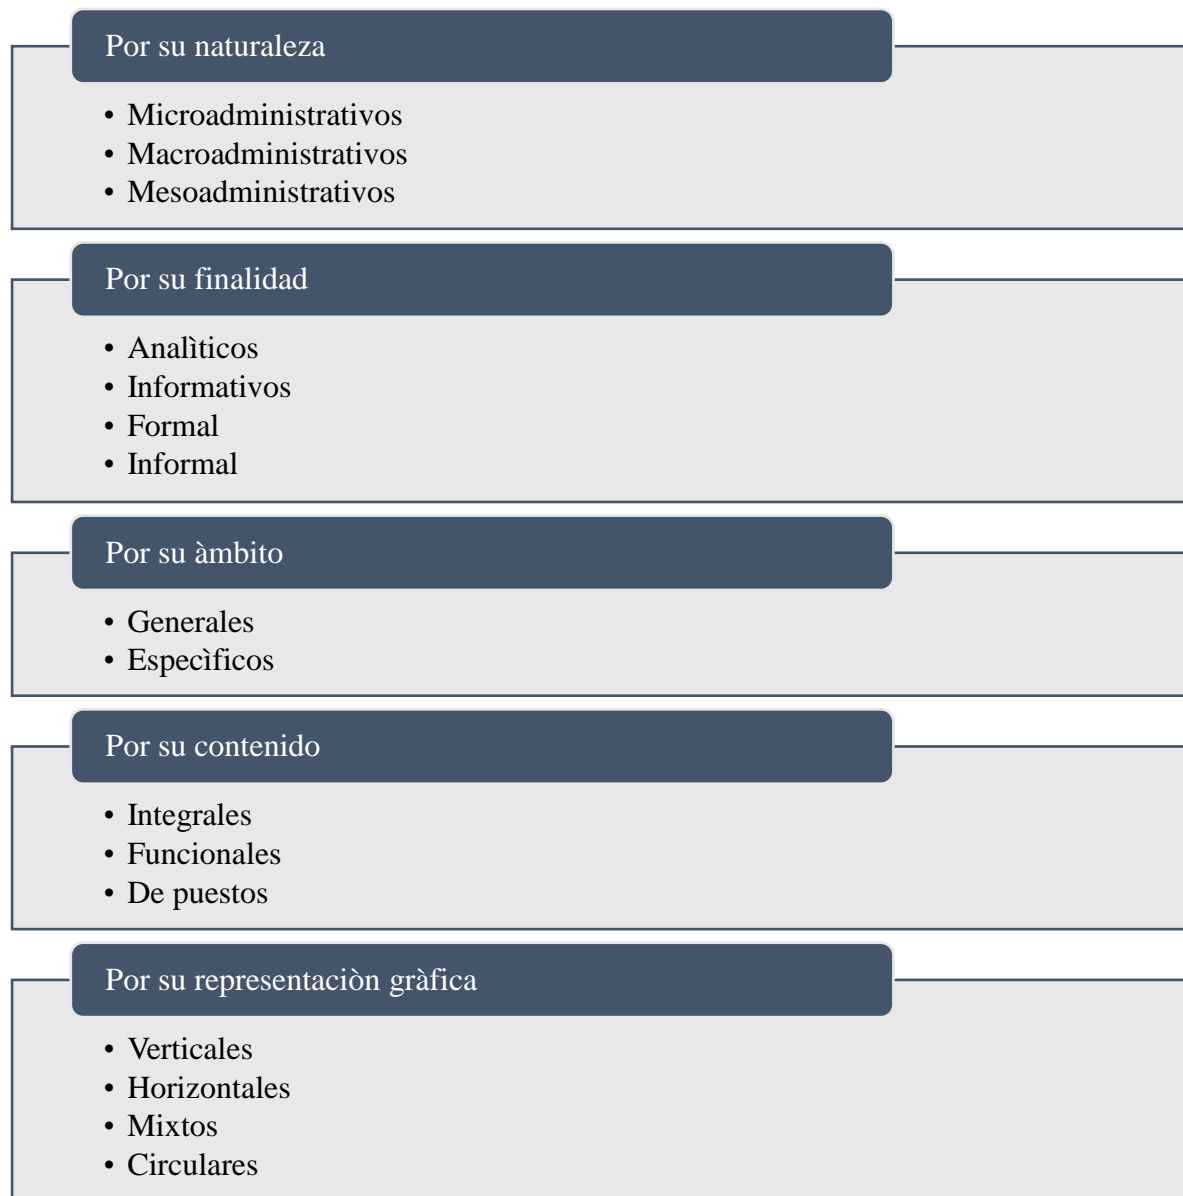 Por su naturaleza
• Microadministrativos
• Macroadministrativos
• Mesoadministrativos
Por su finalidad
• Analìticos
• Informativos
• Formal
• Informal
Por su àmbito
• Generales
• Especìficos
Por su contenido
• Integrales
• Funcionales
• De puestos
Por su representaciòn gràfica
• Verticales
• Horizontales
• Mixtos
• Circulares